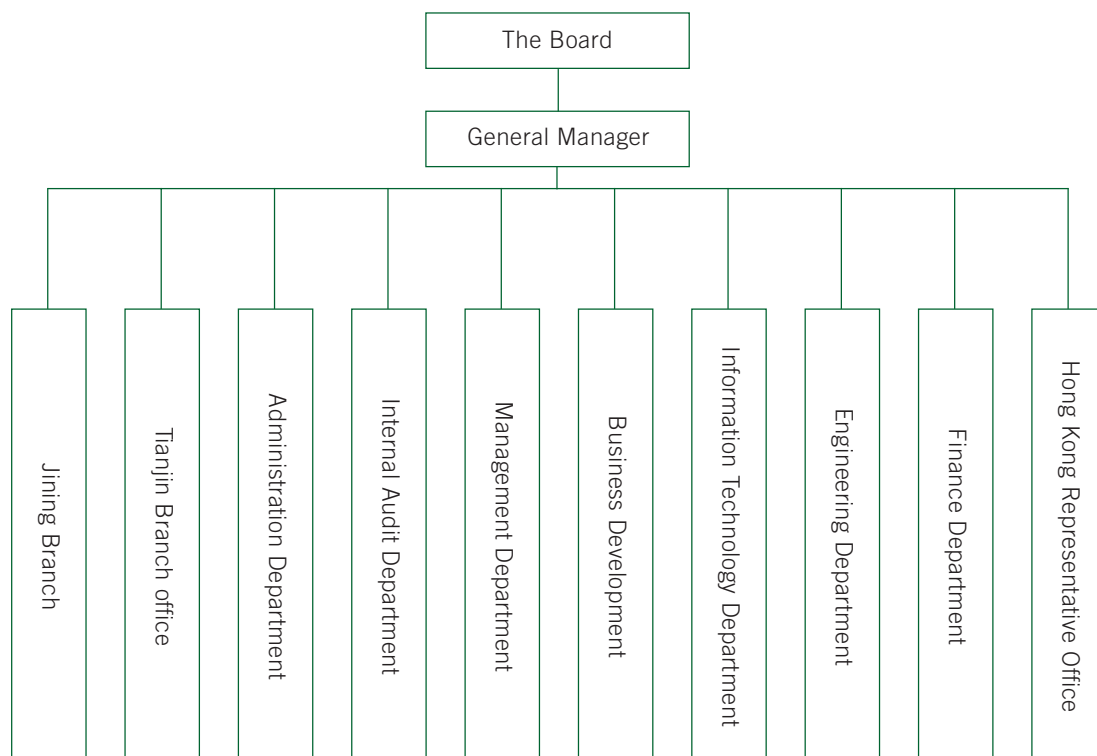 The Board
General Manager
Jining Branch
Tianjin Branch office
Administration Department
Internal Audit Department
Management Department
Business Development
Information Technology Department
Engineering Department
Finance Department
Hong Kong Representative Office